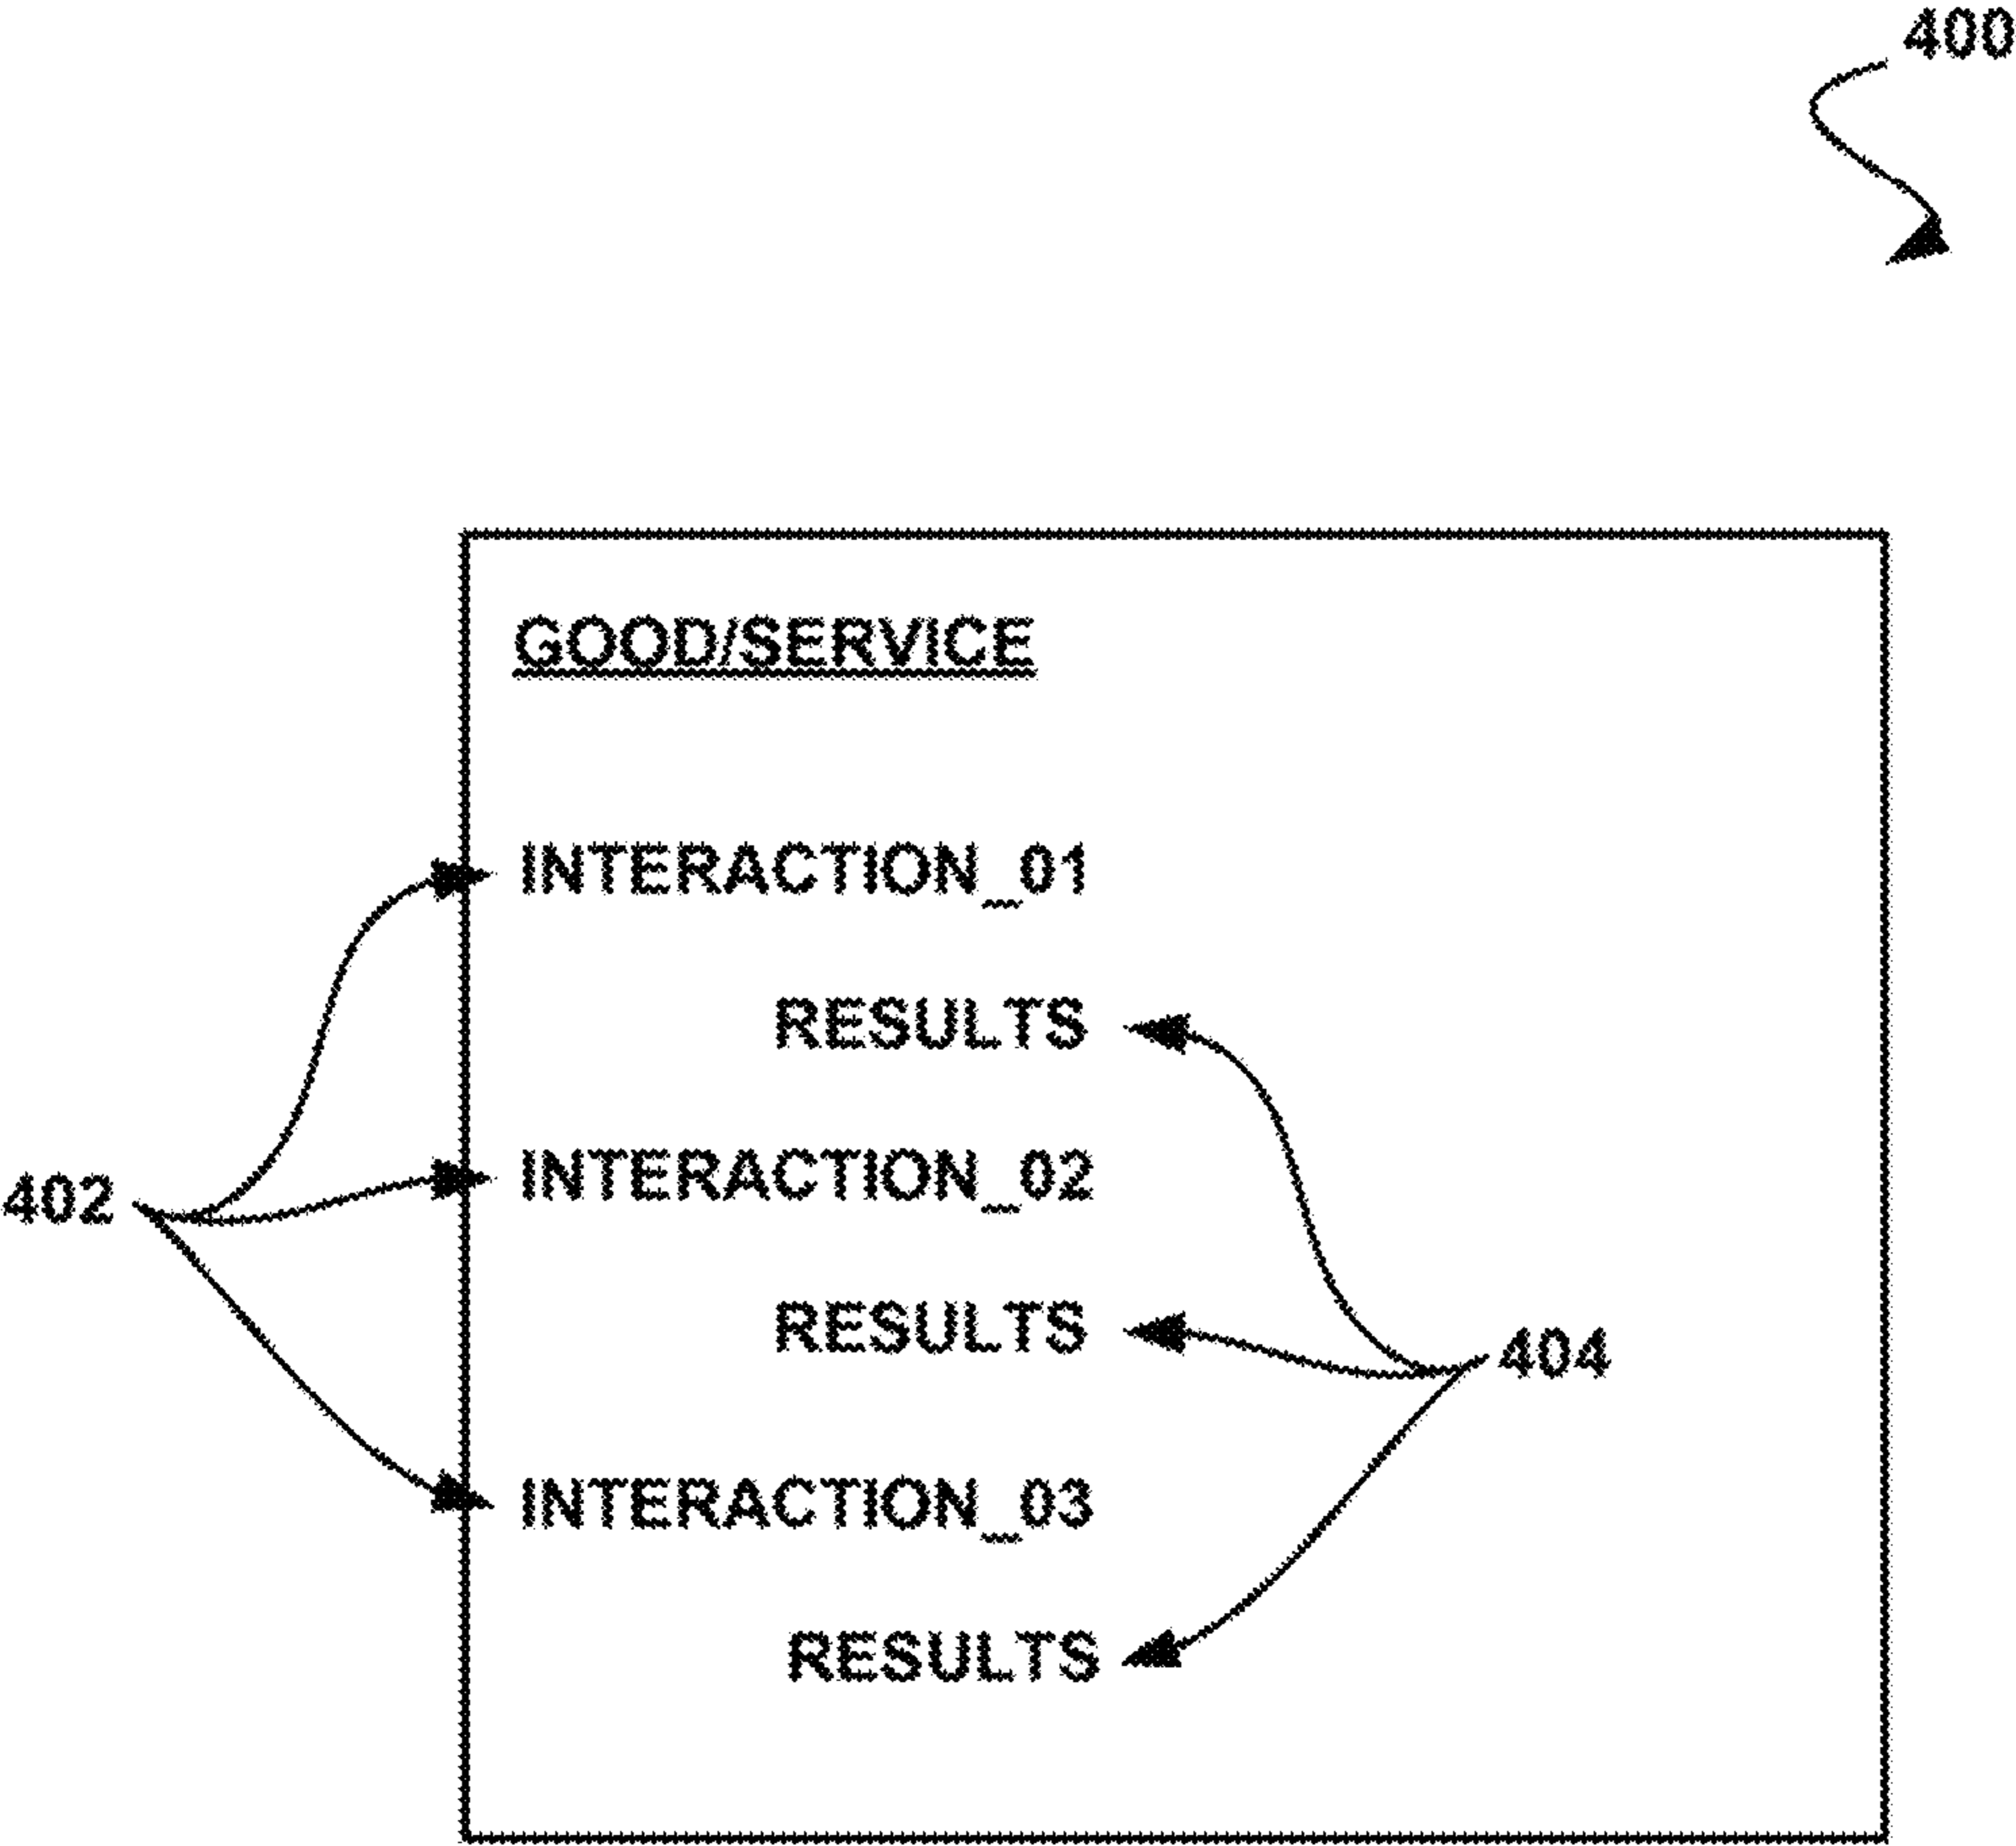 400
GOOD/SERVICE
INTERACTION_01
RESULTS
INTERACTION_02
402
RESULTS
404
INTERACTION_03
RESULTS